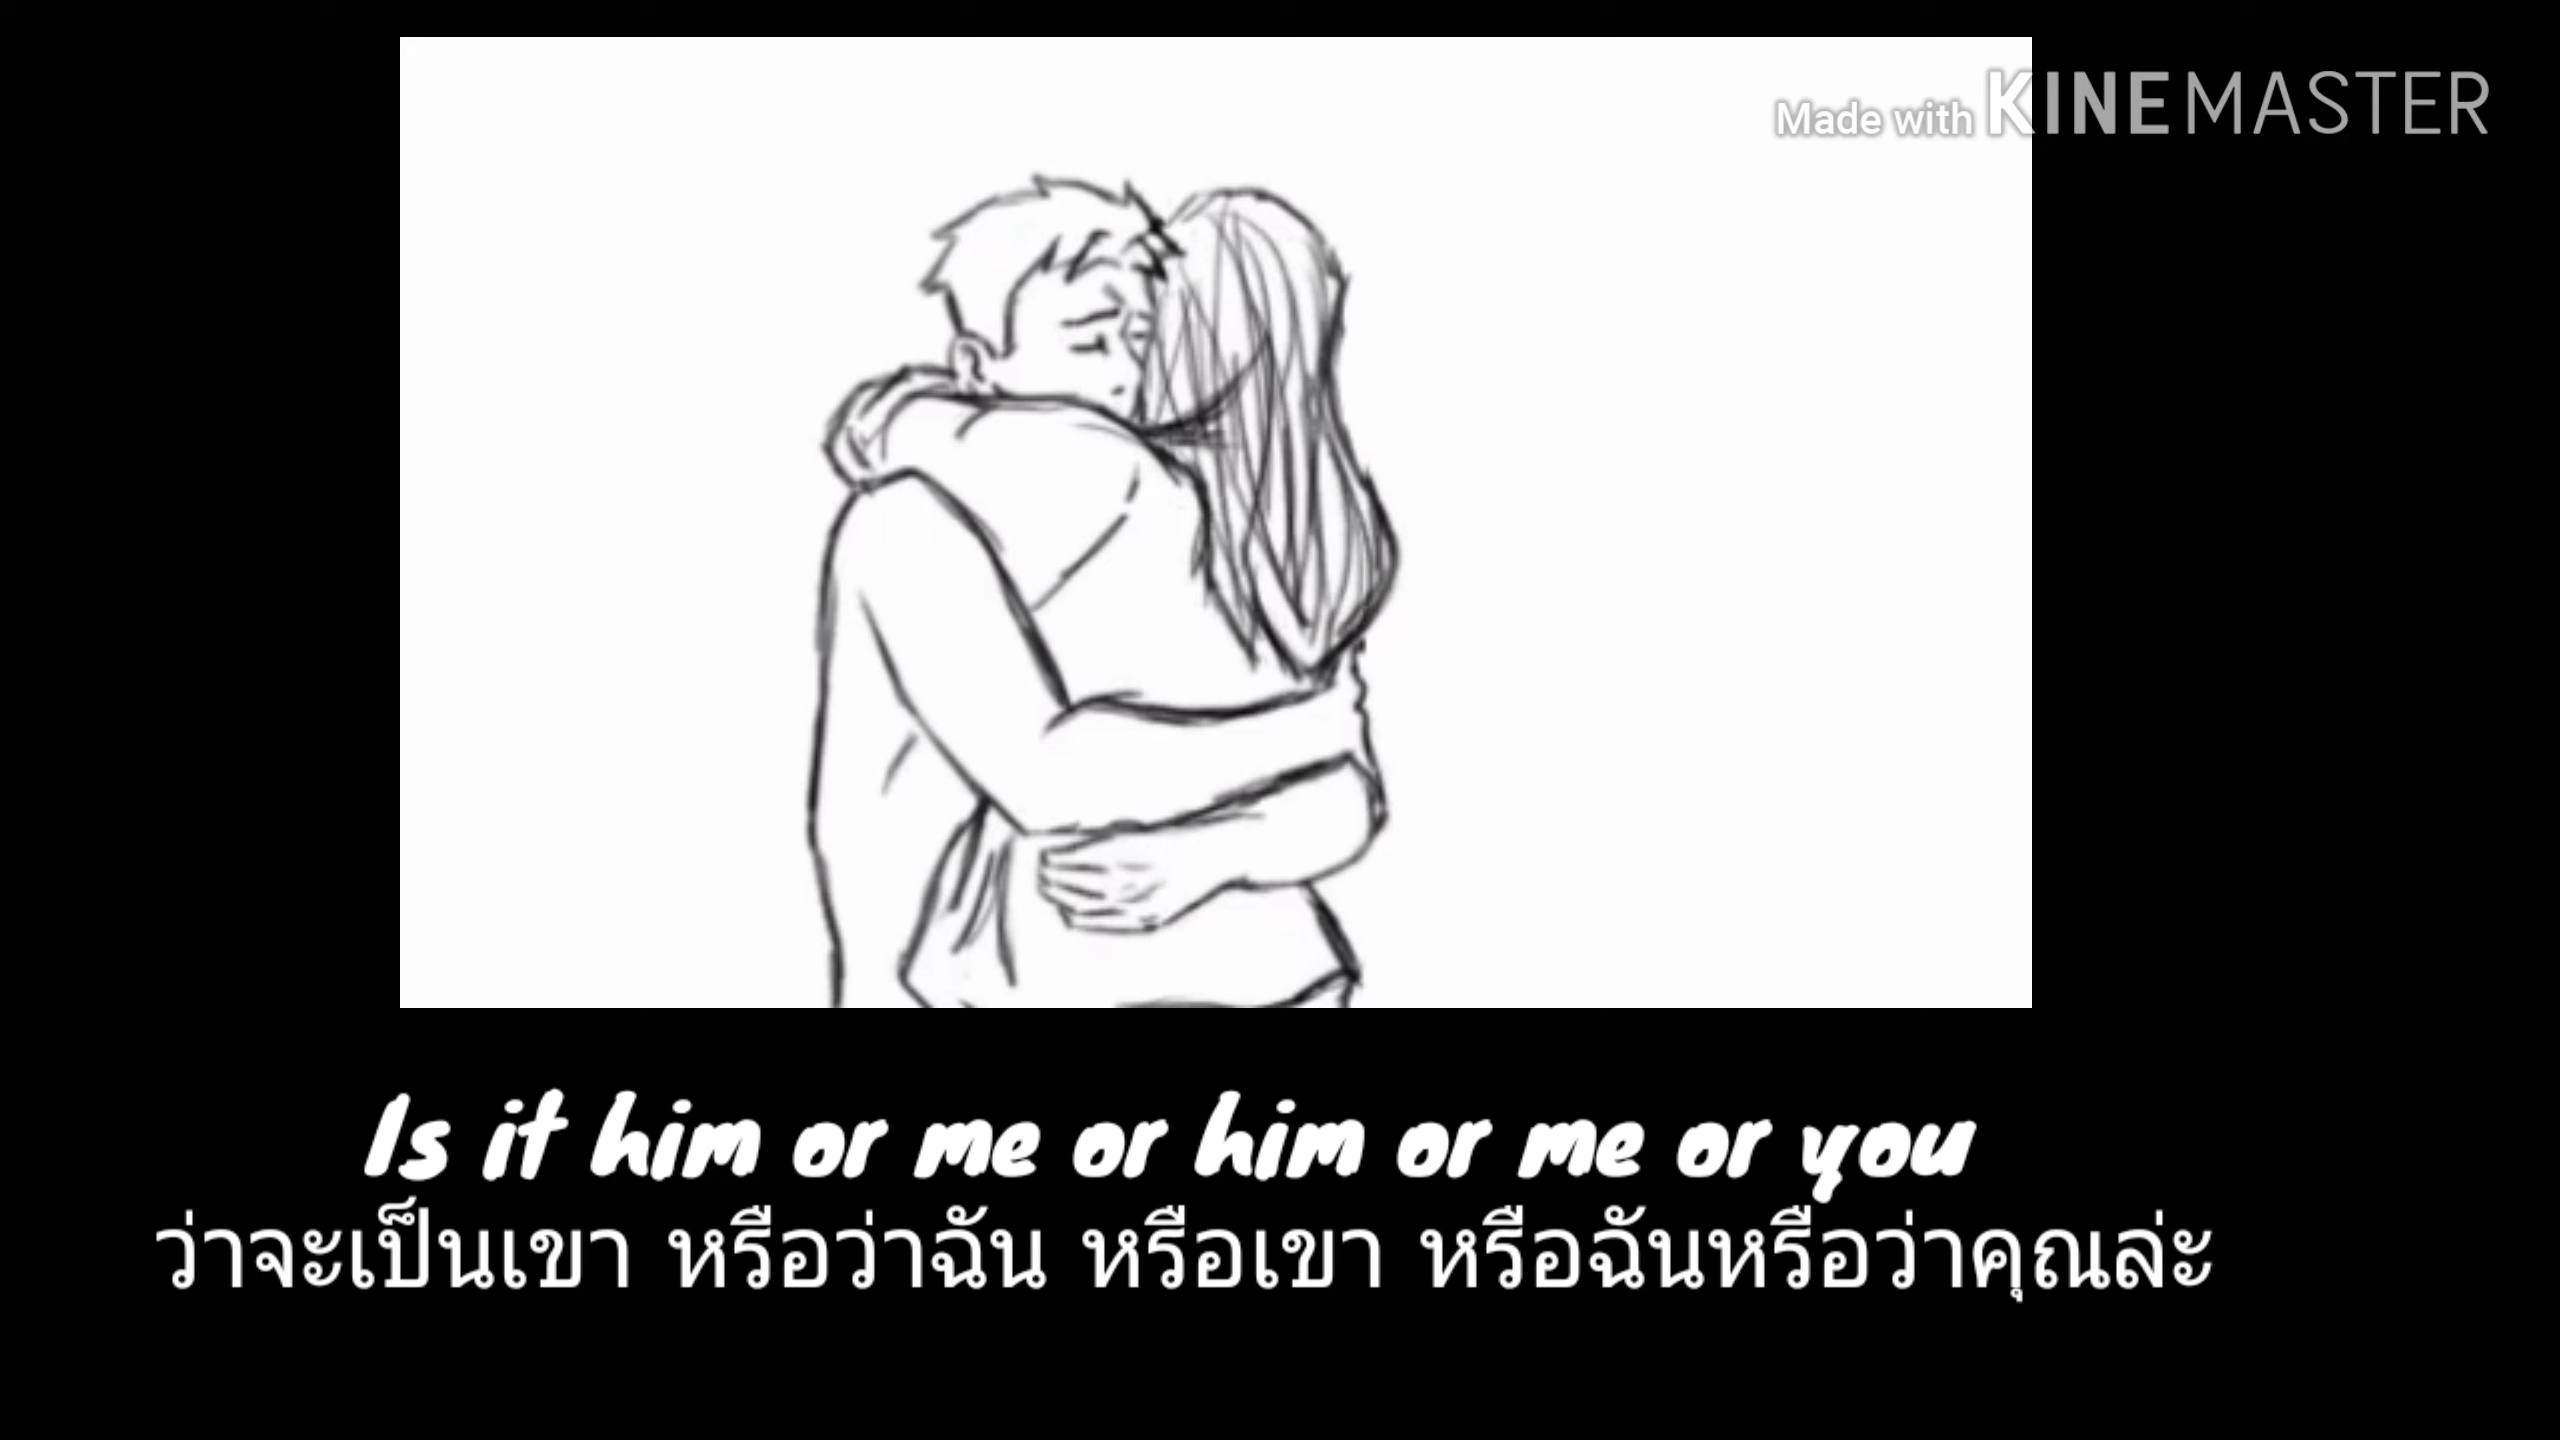 Made with KINEMASTER
Is it him or me or him or me or you
ว่าจะเป็นเขา หรือว่าฉัน หรือเขา หรือฉันหรือว่าคุณล่ะ